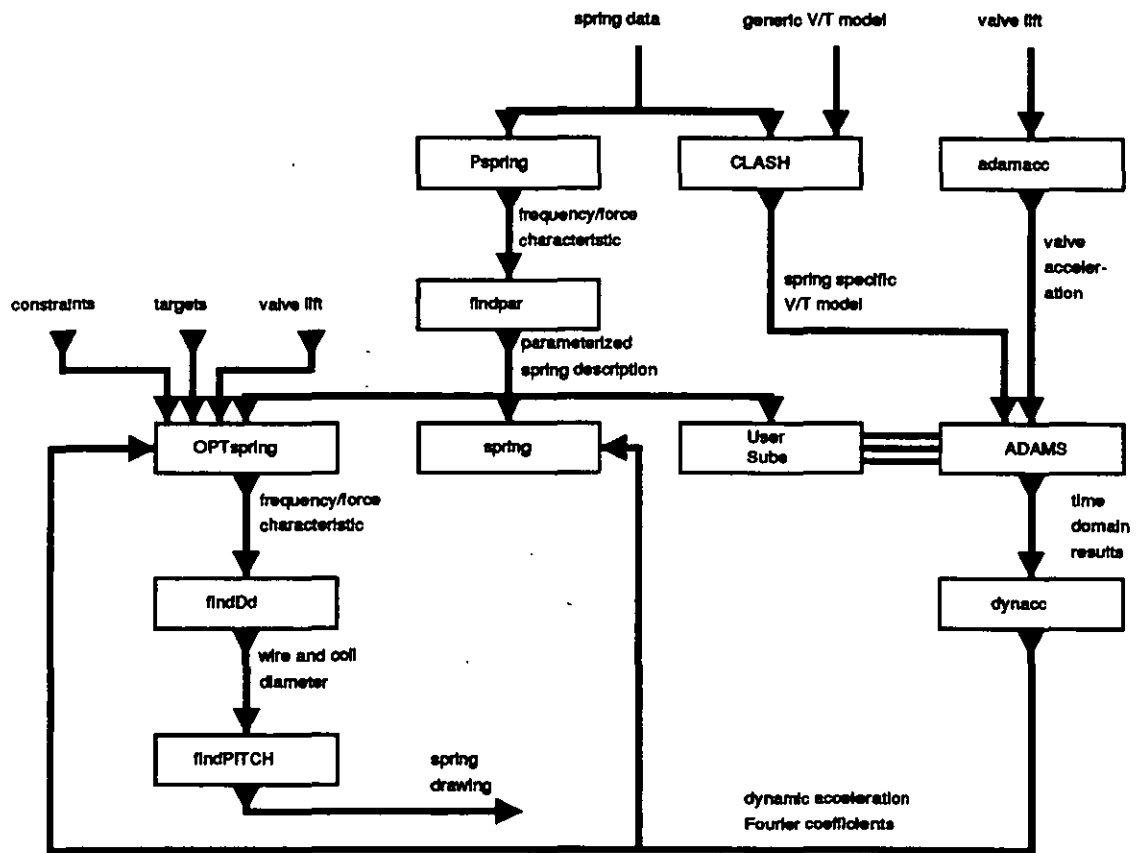 spring data
generic V/T model
valve lift
Pspring
CLASH
adamacc
frequency/force
characteristic
valve
acceler-
ation
spring specific
V/T model
constraints
targets
valve lift
findpar
parameterized
spring description
OPTspring
spring
User
Subs
ADAMS
frequency/force
characteristic
time
domain
results
findDd
dynacc
wire and coil
diameter
findPITCH
spring
drawing
dynamic acceleration
Fourier coefficients